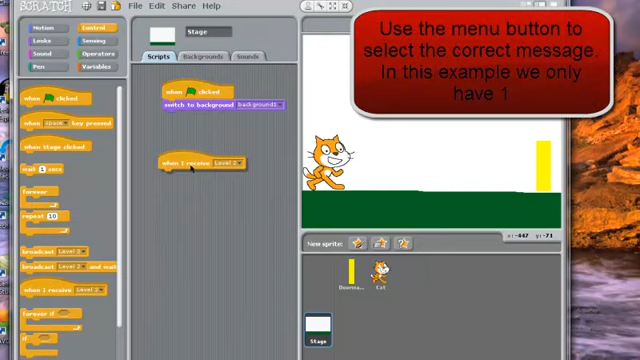 SCRATCH
File Edit Share Help
Motion
Control
Looks
Sensing
Sound
Operators
Pen
Variables
when clicked
when space key pressed
when Stage clicked
wait 1 secs
forever
repeat 10
broadcast Level 2
broadcast Level 2 and wait
when I receive Level 2
forever if
if
Stage
Scripts
Backgrounds
Sounds
when clicked
switch to background background1
when I receive Level 2
Use the menu button to
select the correct message.
In this example we only
have 1
x: -447 y: -71
New sprite:
Doorma...
Cat
Stage